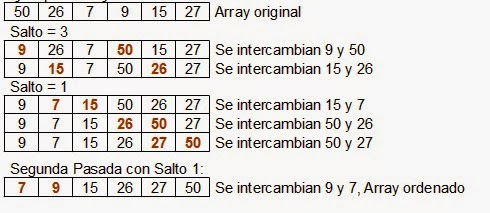 50 26 7 9 15 27 Array original
Salto = 3
9 26 7 50 15 27 Se intercambian 9 y 50
9 15 7 50 26 27 Se intercambian 15 y 26
Salto = 1
9 7 15 50 26 27 Se intercambian 15 y 7
9 7 15 26 50 27 Se intercambian 50 y 26
9 7 15 26 27 50 Se intercambian 50 y 27
Segunda Pasada con Salto 1:
7 9 15 26 27 50 Se intercambian 9 y 7, Array ordenado